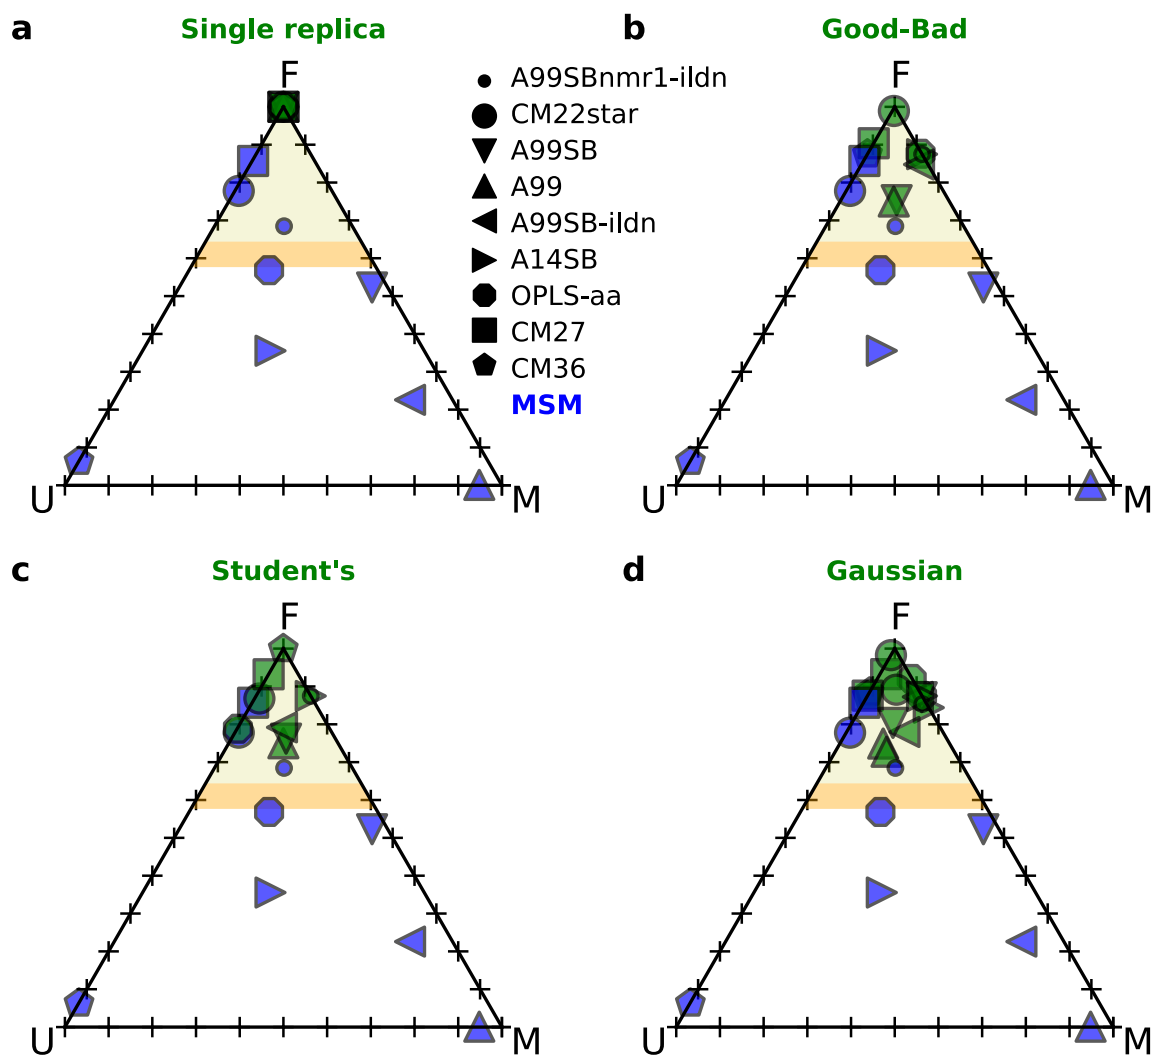 a
Single replica
F
U
M
A99SBnmr1-ildn
CM22star
A99SB
A99
A99SB-ildn
A14SB
OPLS-aa
CM27
CM36
MSM
b
Good-Bad
F
U
M
c
Student's
F
U
M
d
Gaussian
F
U
M